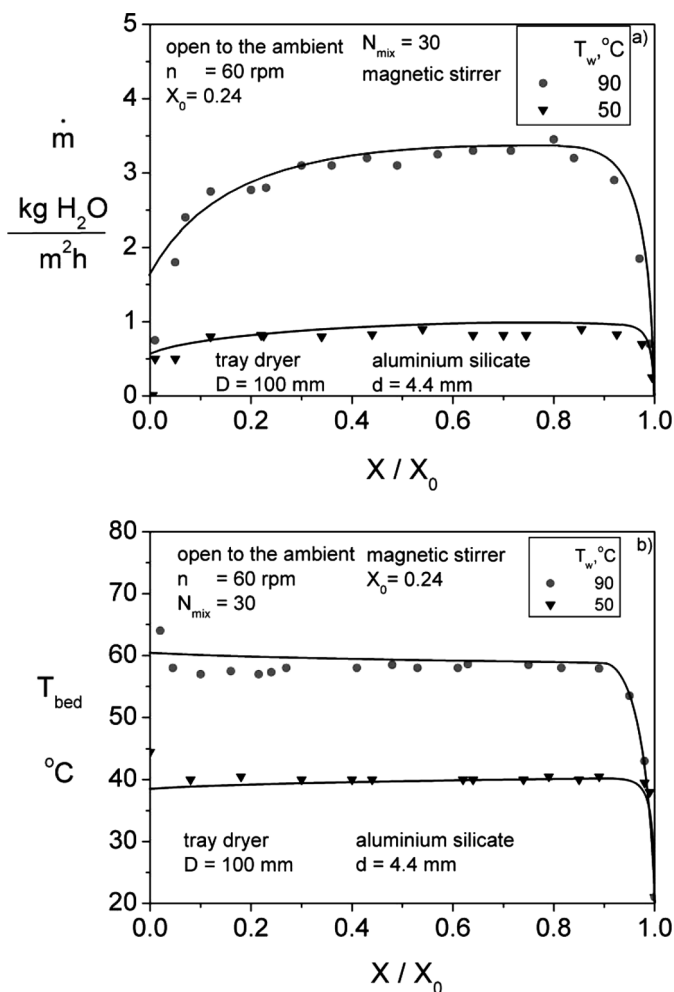 5
open to the ambient N_mix = 30 T_w, °C a)
n = 60 rpm magnetic stirrer 90
X_0 = 0.24 50
4
ṁ
3
kg H_2O
m^2h
2
1
tray dryer aluminium silicate
D = 100 mm d = 4.4 mm
0
0.0 0.2 0.4 0.6 0.8 1.0
X / X_0
80
open to the ambient magnetic stirrer T_w, °C b)
n = 60 rpm X_0 = 0.24 90
N_mix = 30 50
70
60
T_bed
50
°C
40
30
tray dryer aluminium silicate
D = 100 mm d = 4.4 mm
20
0.0 0.2 0.4 0.6 0.8 1.0
X / X_0